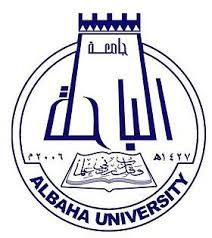 جامعة
الباحة
٢٠٠٦م ١٤٢٧هـ
وقل رب زدني علما
ALBAHA UNIVERSITY